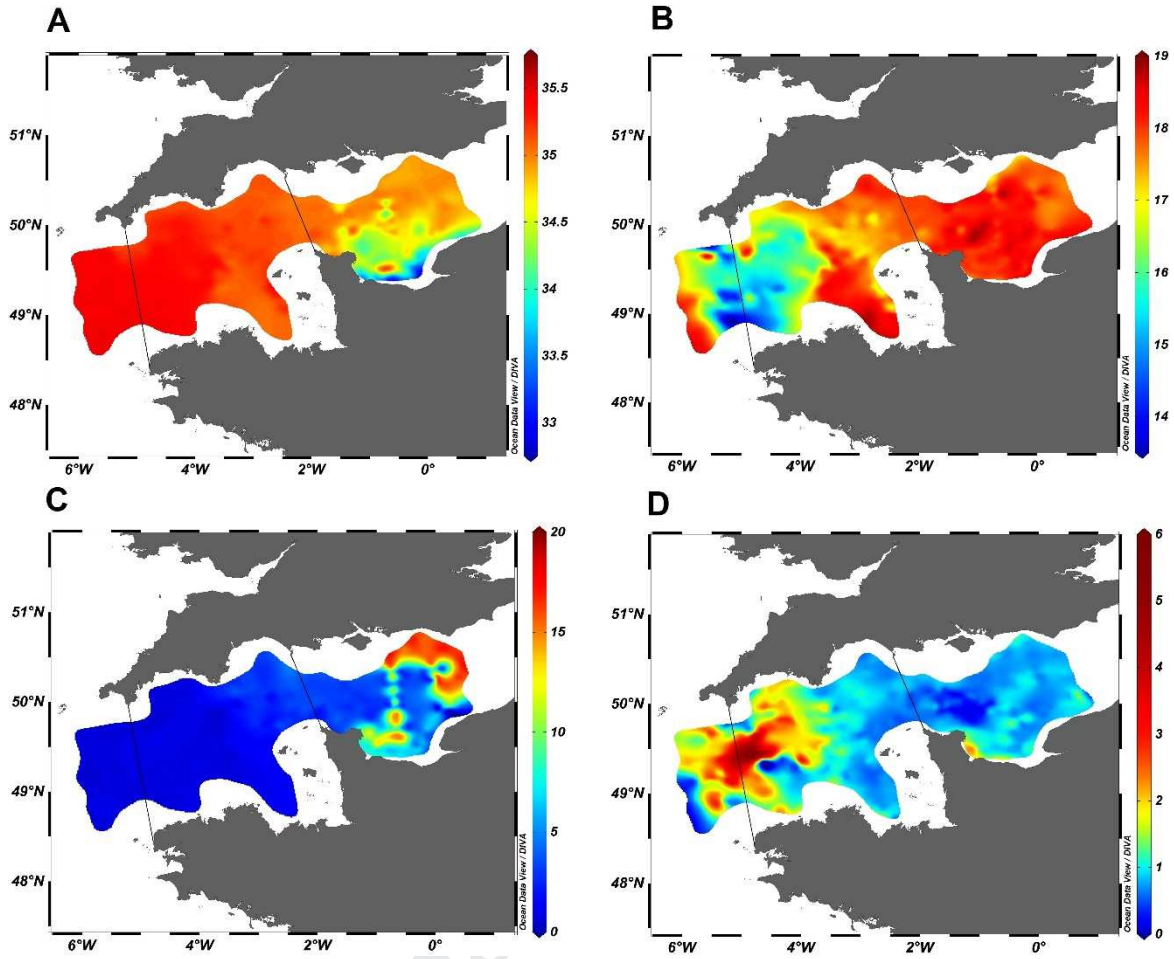 A
B
35.5
35
34.5
34
33.5
33
51°N
50°N
49°N
48°N
6°W
4°W
2°W
0°
Ocean Data View / DIVA
19
18
17
16
15
14
51°N
50°N
49°N
48°N
6°W
4°W
2°W
0°
Ocean Data View / DIVA
C
D
20
15
10
5
0
51°N
50°N
49°N
48°N
6°W
4°W
2°W
0°
Ocean Data View / DIVA
6
5
4
3
2
1
0
51°N
50°N
49°N
48°N
6°W
4°W
2°W
0°
Ocean Data View / DIVA